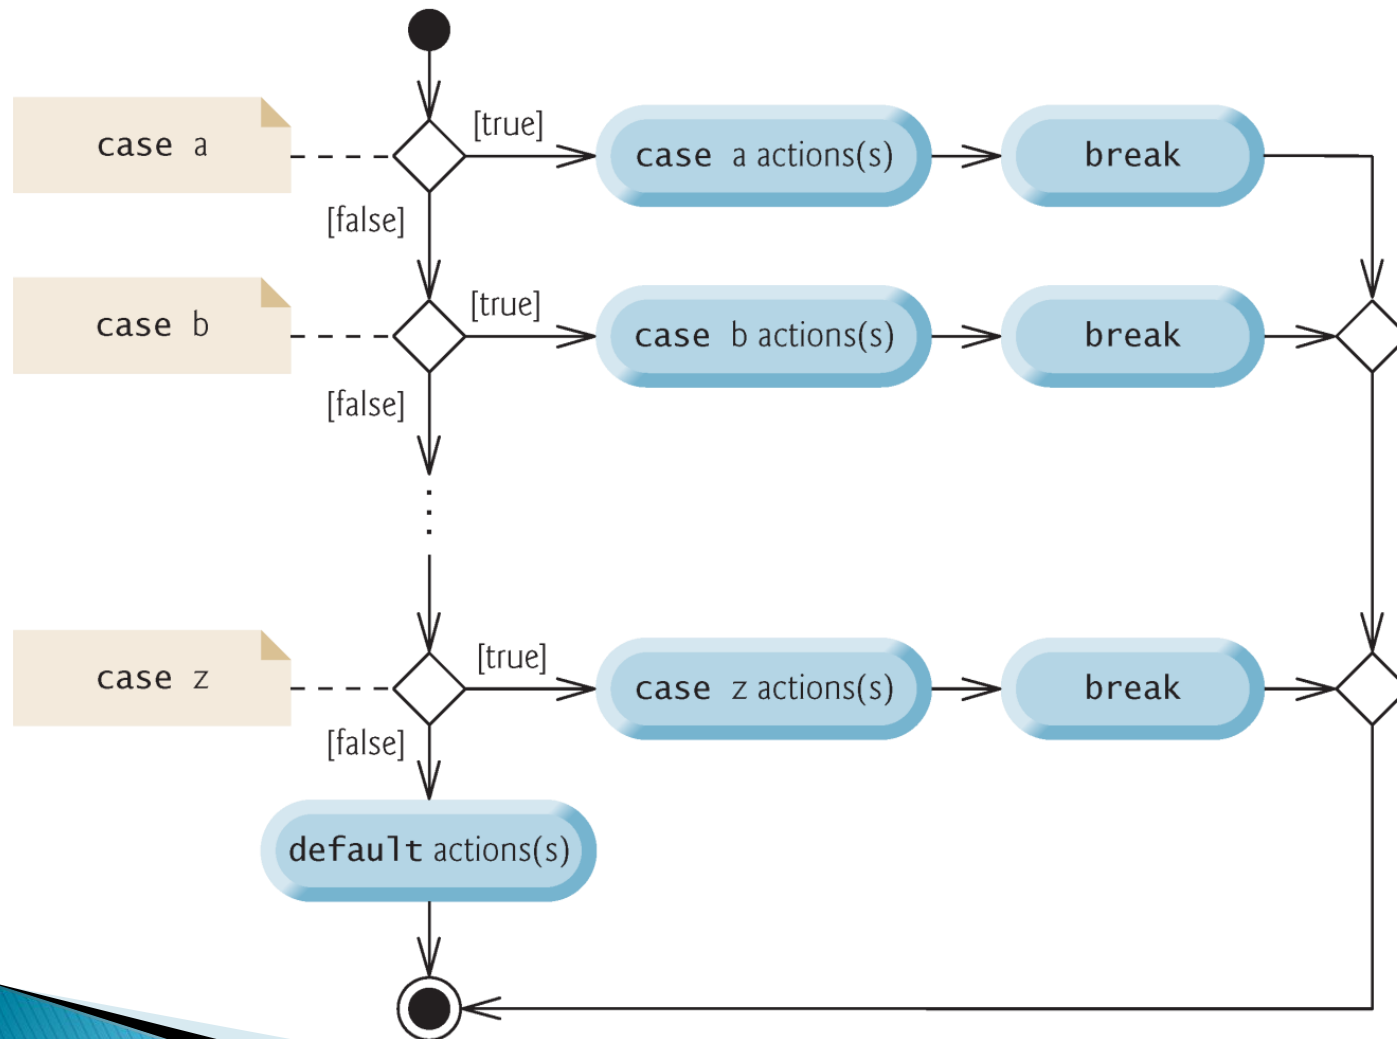 case a
[true]
case a actions(s)
break
[false]
case b
[true]
case b actions(s)
break
[false]
case z
[true]
case z actions(s)
break
[false]
default actions(s)